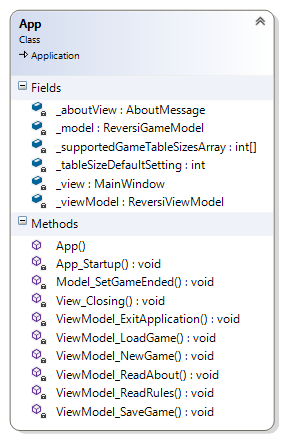 App
Class
Application
Fields
_aboutView : AboutMessage
_model : ReversiGameModel
_supportedGameTableSizesArray : int[]
_tableSizeDefaultSetting : int
_view : MainWindow
_viewModel : ReversiViewModel
Methods
App()
App_Startup() : void
Model_SetGameEnded() : void
View_Closing() : void
ViewModel_ExitApplication() : void
ViewModel_LoadGame() : void
ViewModel_NewGame() : void
ViewModel_ReadAbout() : void
ViewModel_ReadRules() : void
ViewModel_SaveGame() : void